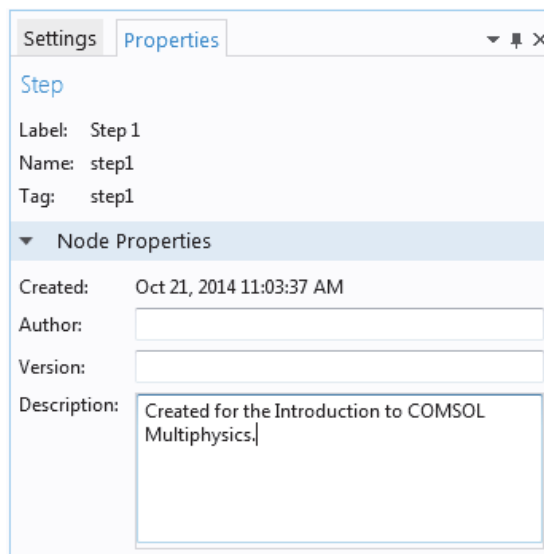 Settings Properties
Step
Label: Step 1
Name: step1
Tag: step1
Node Properties
Created: Oct 21, 2014 11:03:37 AM
Author:
Version:
Description: Created for the Introduction to COMSOL
Multiphysics.